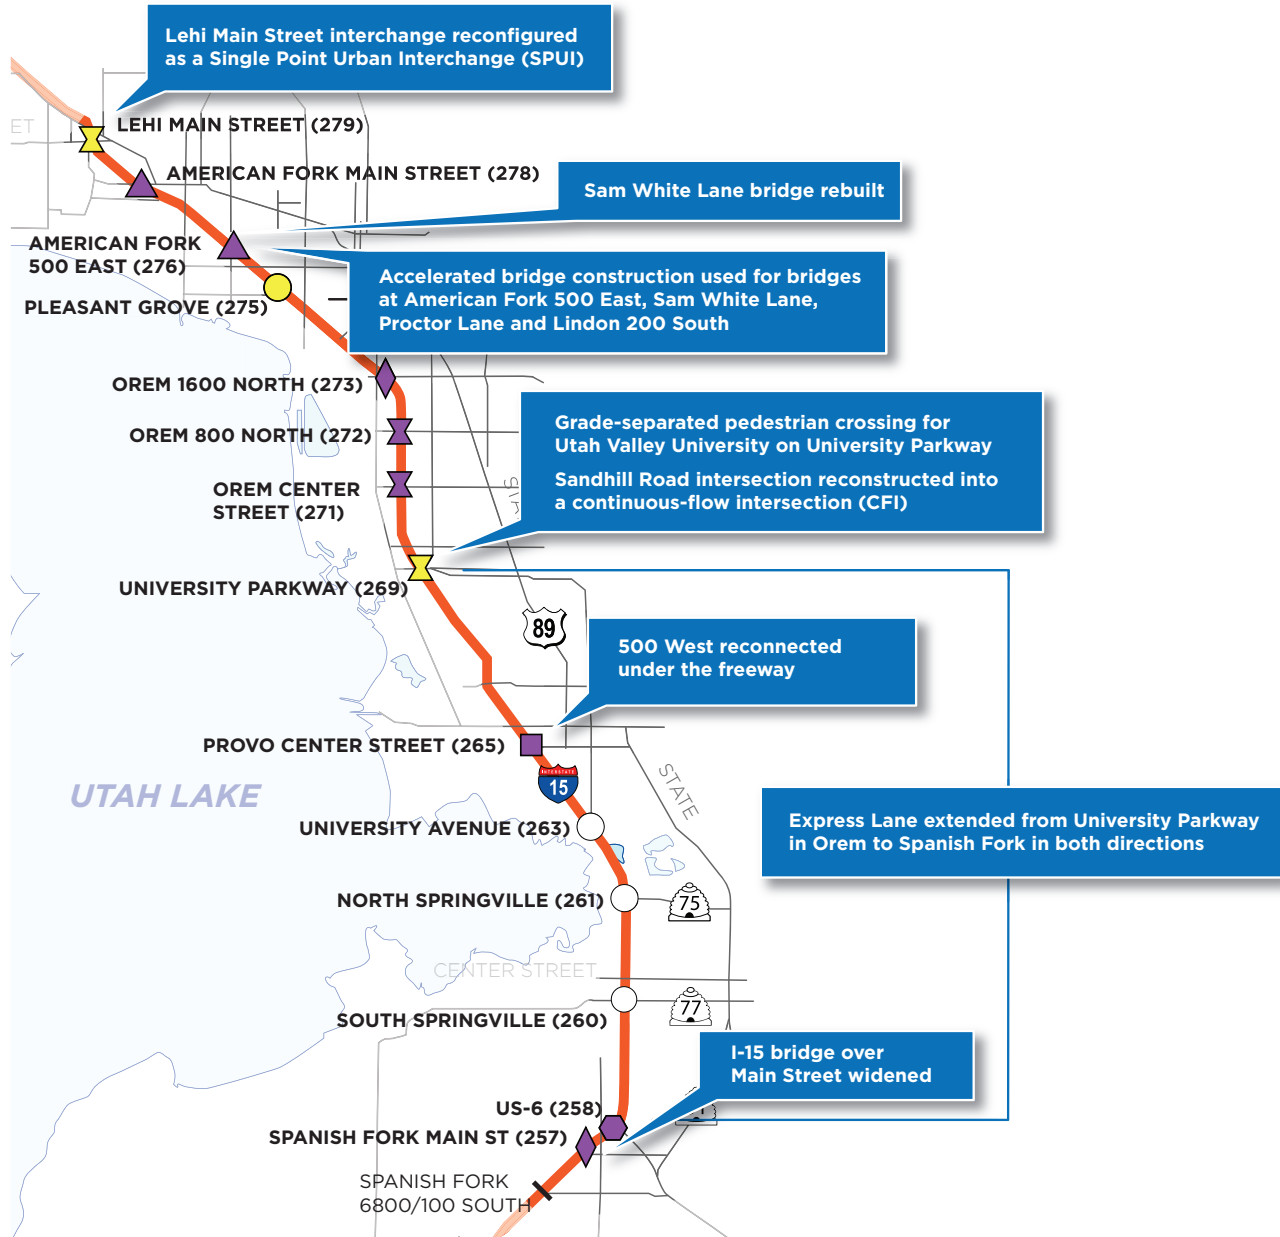 Lehi Main Street interchange reconfigured
as a Single Point Urban Interchange (SPUI)
ET
LEHI MAIN STREET (279)
AMERICAN FORK MAIN STREET (278)
Sam White Lane bridge rebuilt
AMERICAN FORK
500 EAST (276)
Accelerated bridge construction used for bridges
at American Fork 500 East, Sam White Lane,
Proctor Lane and Lindon 200 South
PLEASANT GROVE (275)
OREM 1600 NORTH (273)
Grade-separated pedestrian crossing for
Utah Valley University on University Parkway
Sandhill Road intersection reconstructed into
a continuous-flow intersection (CFI)
OREM 800 NORTH (272)
OREM CENTER
STREET (271)
UNIVERSITY PARKWAY (269)
89
500 West reconnected
under the freeway
PROVO CENTER STREET (265)
INTERSTATE
15
STATE
UTAH LAKE
Express Lane extended from University Parkway
in Orem to Spanish Fork in both directions
UNIVERSITY AVENUE (263)
NORTH SPRINGVILLE (261)
75
CENTER STREET
77
SOUTH SPRINGVILLE (260)
I-15 bridge over
Main Street widened
US-6 (258)
SPANISH FORK MAIN ST (257)
SPANISH FORK
6800/100 SOUTH